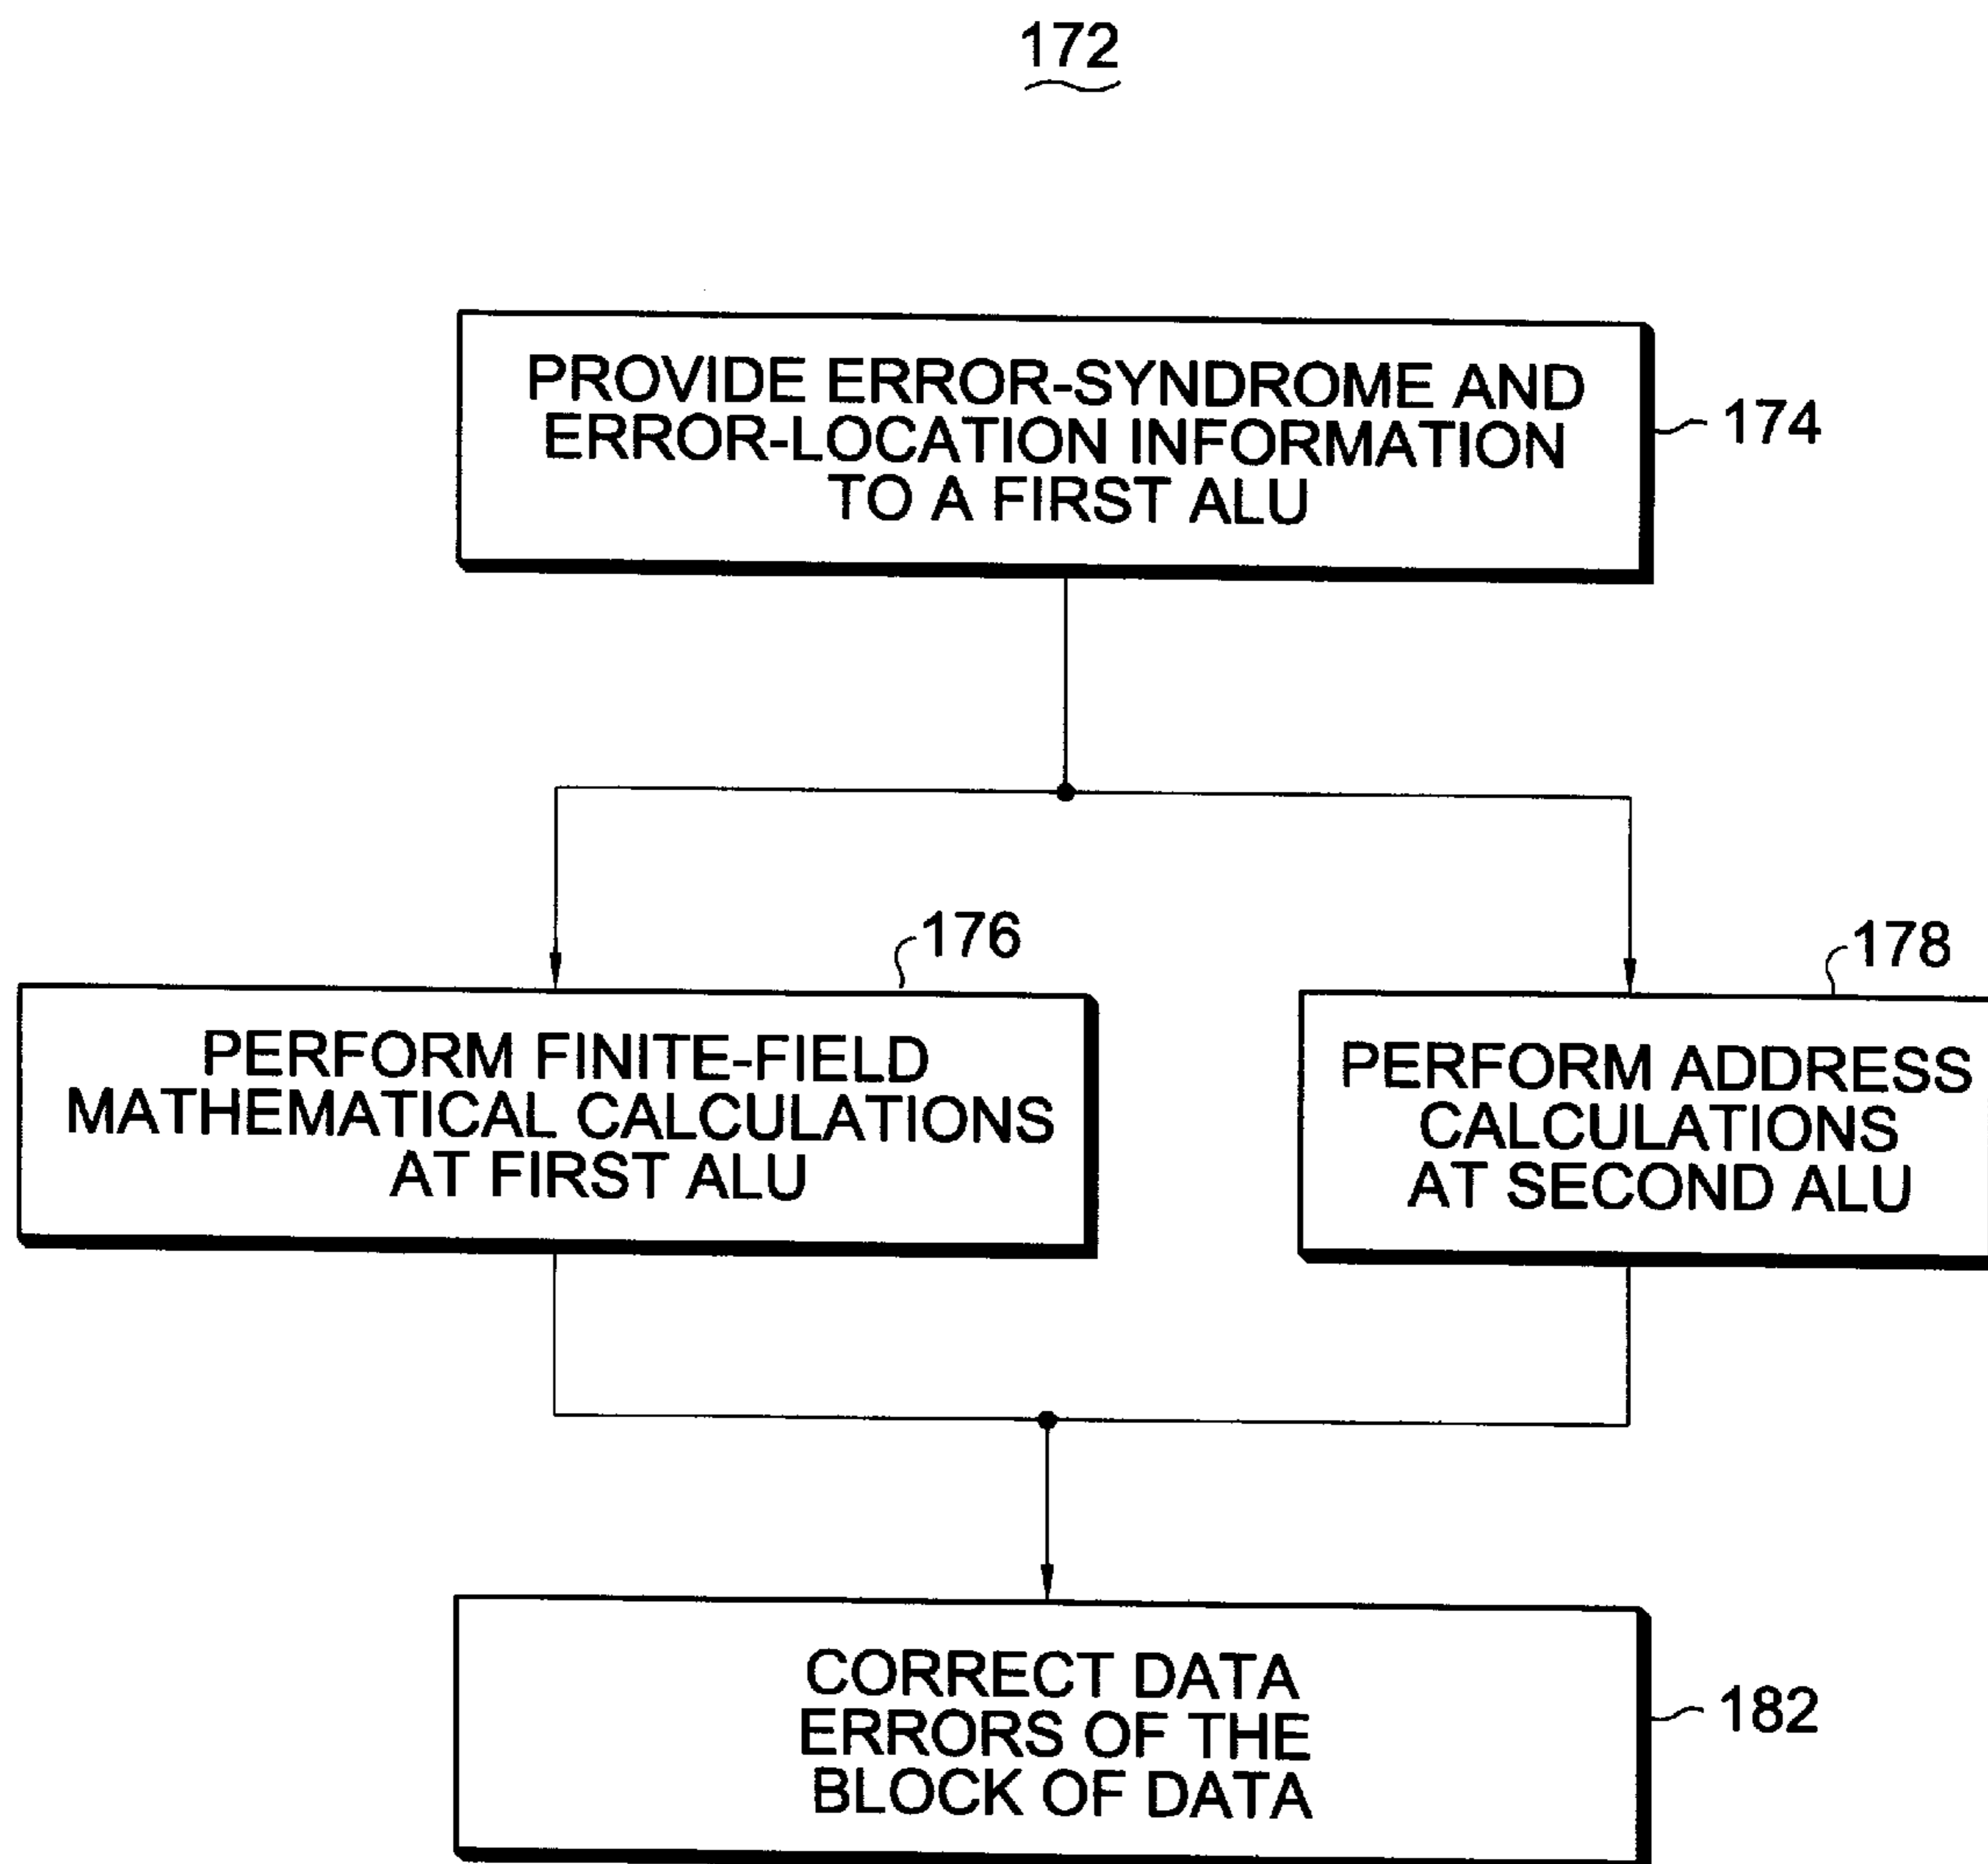 172
PROVIDE ERROR-SYNDROME AND
ERROR-LOCATION INFORMATION
TO A FIRST ALU
174
176
PERFORM FINITE-FIELD
MATHEMATICAL CALCULATIONS
AT FIRST ALU
178
PERFORM ADDRESS
CALCULATIONS
AT SECOND ALU
CORRECT DATA
ERRORS OF THE
BLOCK OF DATA
182